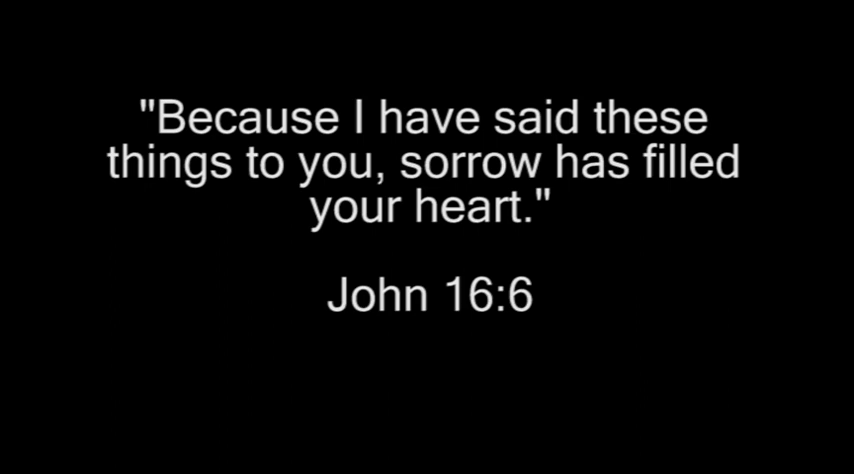 "Because I have said these
things to you, sorrow has filled
your heart."
John 16:6